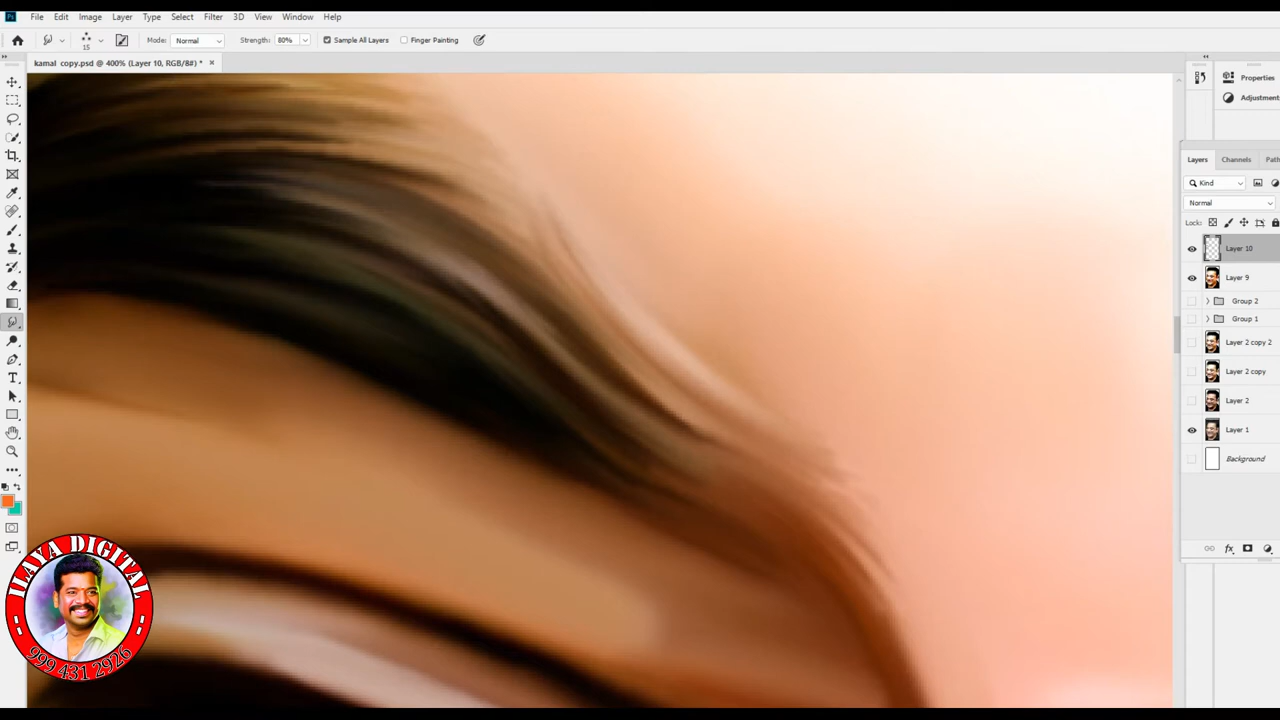 Ps File Edit Image Layer Type Select Filter 3D View Window Help
15 Mode: Normal Strength: 80% Sample All Layers Finger Painting
kamal copy.psd @ 400% (Layer 10, RGB/8#) * ×
Properties
Adjustment
Layers Channels Path
Kind
Normal
Lock:
Layer 10
Layer 9
Group 2
Group 1
Layer 2 copy 2
Layer 2 copy
Layer 2
Layer 1
Background
fx
ILAYA DIGITAL
999 431 2926